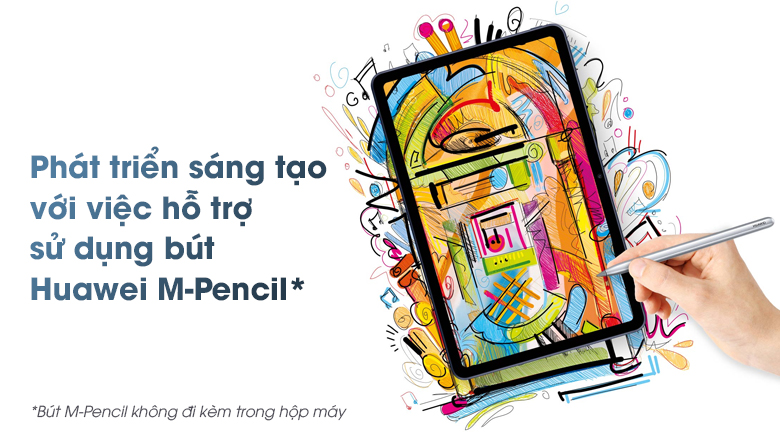 Phát triển sáng tạo
với việc hỗ trợ
sử dụng bút
Huawei M-Pencil*
*Bút M-Pencil không đi kèm trong hộp máy